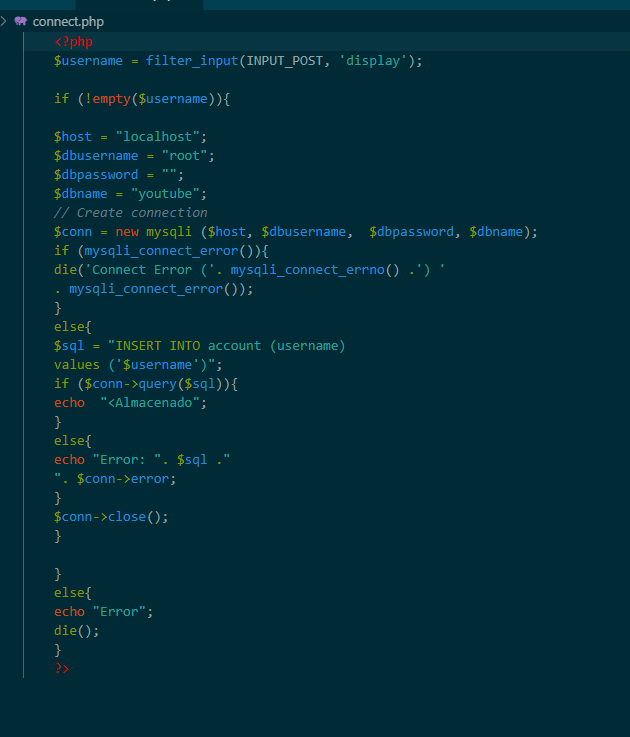 connect.php
<?php
$username = filter_input(INPUT_POST, 'display');
if (!empty($username)){
$host = "localhost";
$dbusername = "root";
$dbpassword = "";
$dbname = "youtube";
// Create connection
$conn = new mysqli ($host, $dbusername,  $dbpassword, $dbname);
if (mysqli_connect_error()){
die('Connect Error ('. mysqli_connect_errno() .') '
. mysqli_connect_error());
}
else{
$sql = "INSERT INTO account (username)
values ('$username')";
if ($conn->query($sql)){
echo  "<Almacenado";
}
else{
echo "Error: ". $sql ."
". $conn->error;
}
$conn->close();
}
}
else{
echo "Error";
die();
}
?>